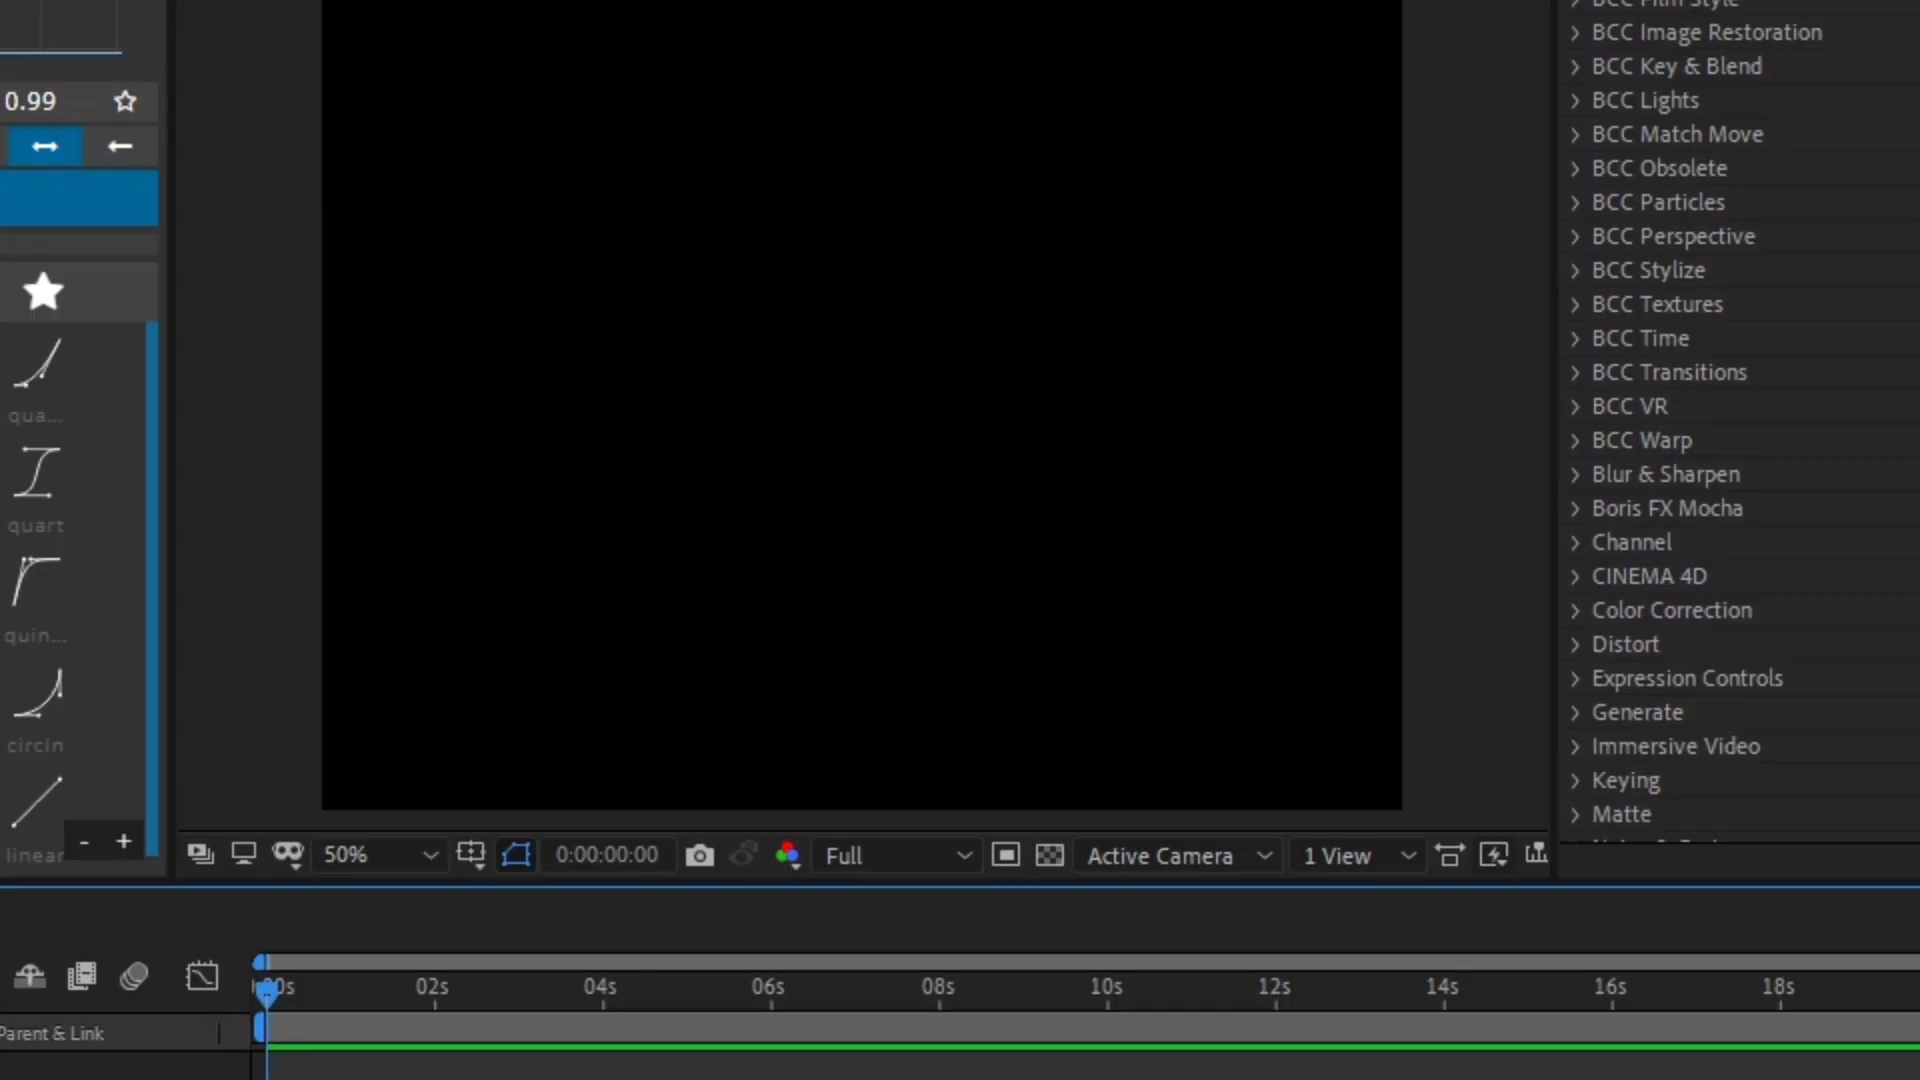 0.99
qua...
quart
quin...
circIn
linear
- +
50%
0:00:00:00
Full
Active Camera
1 View
BCC Film Style
BCC Image Restoration
BCC Key & Blend
BCC Lights
BCC Match Move
BCC Obsolete
BCC Particles
BCC Perspective
BCC Stylize
BCC Textures
BCC Time
BCC Transitions
BCC VR
BCC Warp
Blur & Sharpen
Boris FX Mocha
Channel
CINEMA 4D
Color Correction
Distort
Expression Controls
Generate
Immersive Video
Keying
Matte
02s 04s 06s 08s 10s 12s 14s 16s 18s
Parent & Link